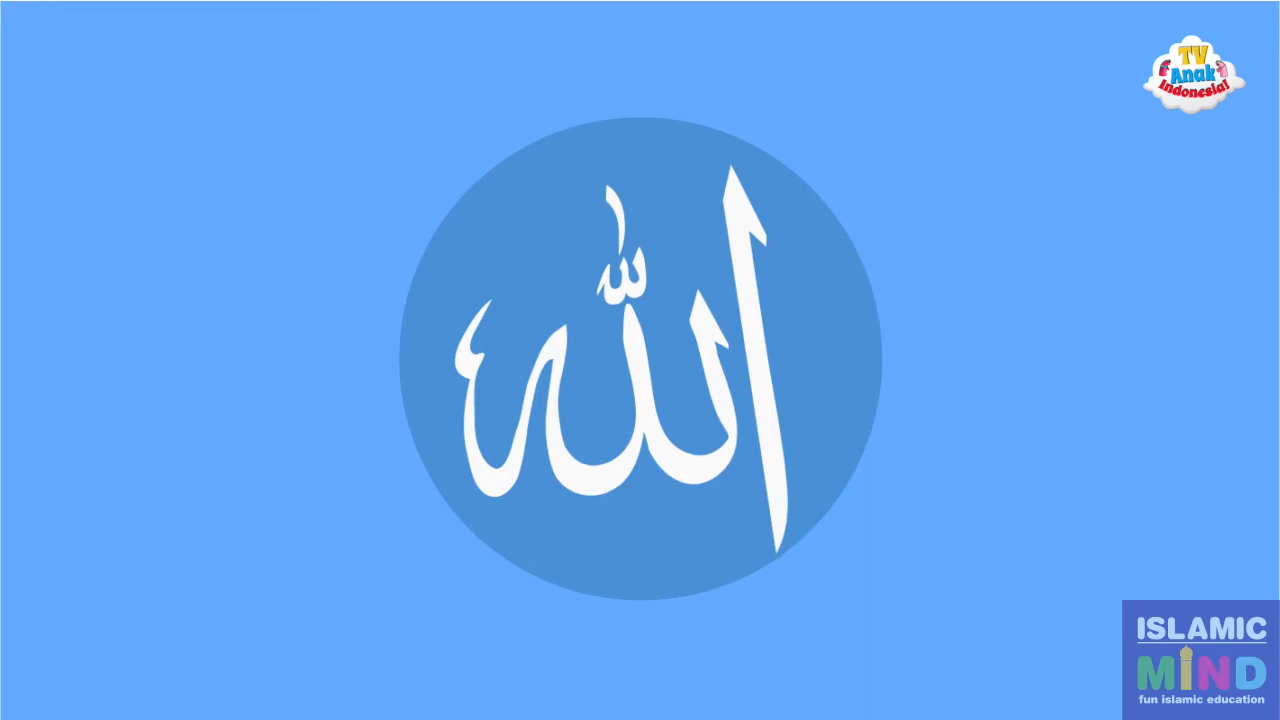 TV
Anak
Indonesia!
الله
ISLAMIC
MIND
fun islamic education